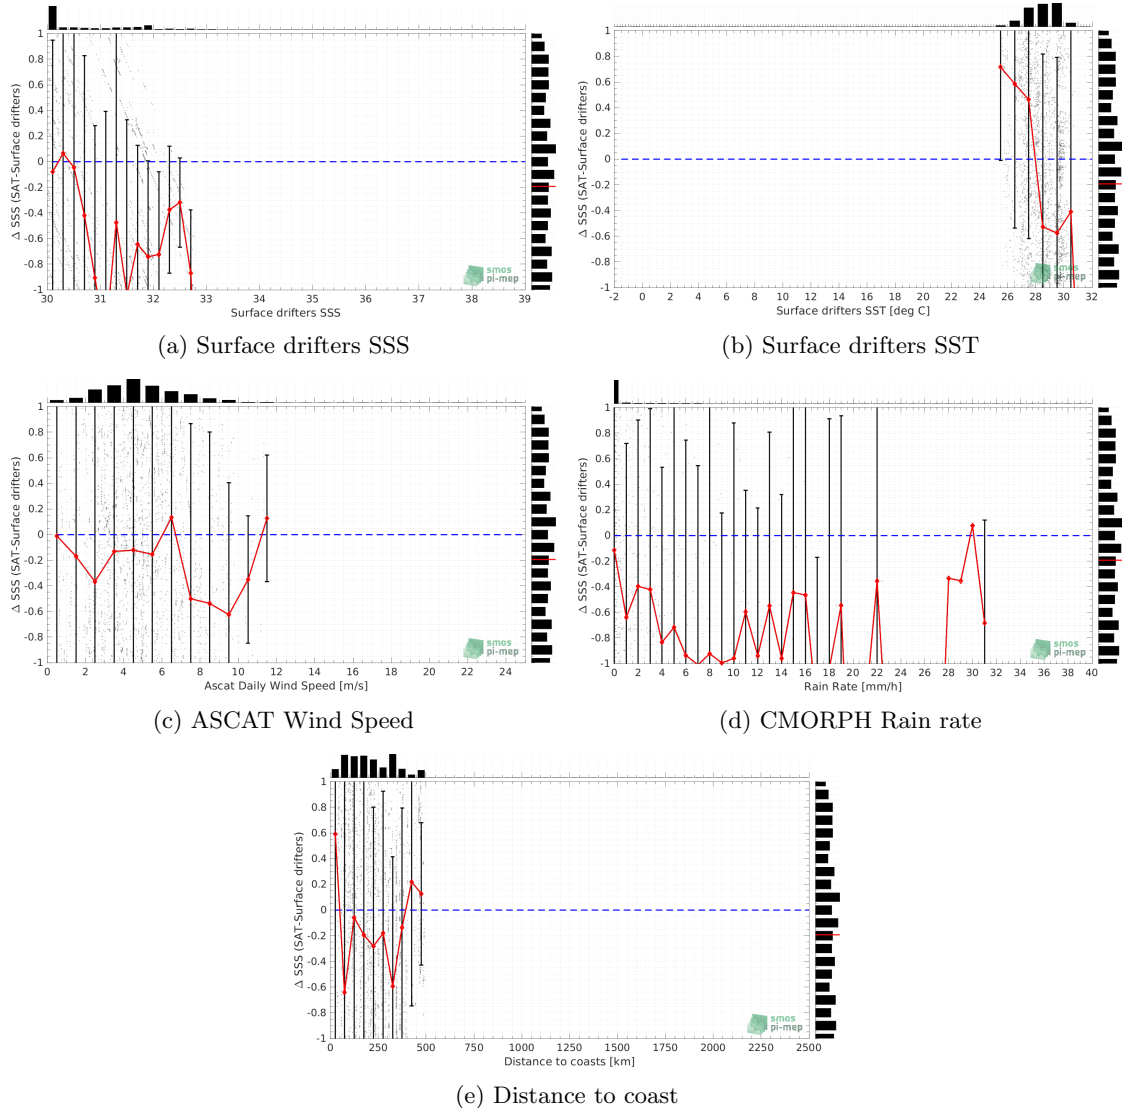 1
0.8
0.6
0.4
0.2
0
-0.2
-0.4
-0.6
-0.8
-1
Δ SSS (SAT-Surface drifters)
30 31 32 33 34 35 36 37 38 39
Surface drifters SSS
smos
pi-mep
(a) Surface drifters SSS
1
0.8
0.6
0.4
0.2
0
-0.2
-0.4
-0.6
-0.8
-1
Δ SSS (SAT-Surface drifters)
-2 0 2 4 6 8 10 12 14 16 18 20 22 24 26 28 30 32
Surface drifters SST [deg C]
smos
pi-mep
(b) Surface drifters SST
1
0.8
0.6
0.4
0.2
0
-0.2
-0.4
-0.6
-0.8
-1
Δ SSS (SAT-Surface drifters)
0 2 4 6 8 10 12 14 16 18 20 22 24
Ascat Daily Wind Speed [m/s]
smos
pi-mep
(c) ASCAT Wind Speed
1
0.8
0.6
0.4
0.2
0
-0.2
-0.4
-0.6
-0.8
-1
Δ SSS (SAT-Surface drifters)
0 2 4 6 8 10 12 14 16 18 20 22 24 26 28 30 32 34 36 38 40
Rain Rate [mm/h]
smos
pi-mep
(d) CMORPH Rain rate
1
0.8
0.6
0.4
0.2
0
-0.2
-0.4
-0.6
-0.8
-1
Δ SSS (SAT-Surface drifters)
0 250 500 750 1000 1250 1500 1750 2000 2250 2500
Distance to coasts [km]
smos
pi-mep
(e) Distance to coast